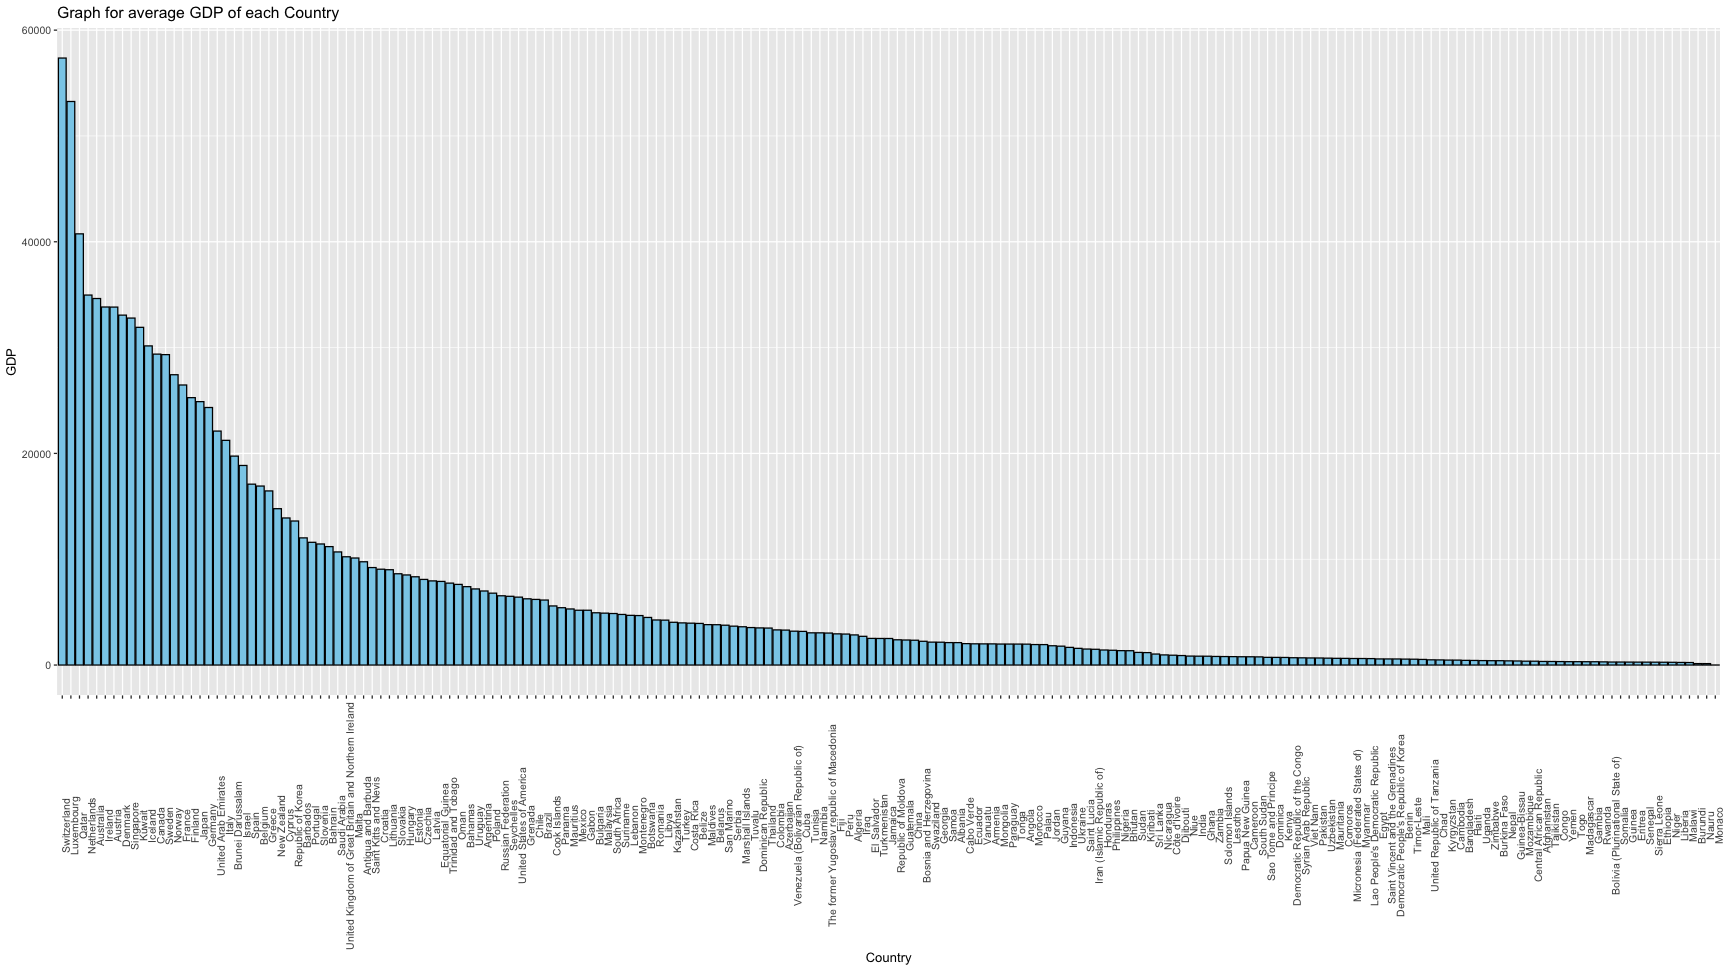 Graph for average GDP of each Country
60000
40000
20000
0
GDP
Switzerland
Luxembourg
Qatar
Netherlands
Australia
Ireland
Austria
Denmark
Singapore
Kuwait
Iceland
Canada
Sweden
Norway
France
Finland
Japan
Germany
United Arab Emirates
Italy
Brunei Darussalam
Israel
Spain
Belgium
Greece
New Zealand
Cyprus
Republic of Korea
Barbados
Portugal
Slovenia
Bahrain
Saudi Arabia
United Kingdom of Great Britain and Northern Ireland
Malta
Antigua and Barbuda
Saint Kitts and Nevis
Croatia
Lithuania
Slovakia
Hungary
Estonia
Czechia
Latvia
Equatorial Guinea
Trinidad and Tobago
Oman
Bahamas
Uruguay
Argentina
Poland
Russian Federation
Seychelles
United States of America
Grenada
Chile
Brazil
Cook Islands
Panama
Mauritius
Mexico
Gabon
Bulgaria
Malaysia
South Africa
Suriname
Lebanon
Montenegro
Botswana
Romania
Libya
Kazakhstan
Turkey
Costa Rica
Belize
Maldives
Belarus
San Marino
Serbia
Marshall Islands
Tuvalu
Dominican Republic
Thailand
Colombia
Azerbaijan
Venezuela (Bolivarian Republic of)
Cuba
Tunisia
Namibia
The former Yugoslav republic of Macedonia
Fiji
Peru
Algeria
Iraq
El Salvador
Turkmenistan
Jamaica
Republic of Moldova
Guatemala
China
Bosnia and Herzegovina
Swaziland
Georgia
Samoa
Albania
Cabo Verde
Ecuador
Vanuatu
Armenia
Mongolia
Paraguay
Tonga
Angola
Morocco
Palau
Jordan
Guyana
Indonesia
Ukraine
Saint Lucia
Iran (Islamic Republic of)
Honduras
Philippines
Nigeria
Bhutan
Sudan
Kiribati
Sri Lanka
Nicaragua
Cote d'Ivoire
Djibouti
Niue
India
Ghana
Zambia
Solomon Islands
Lesotho
Papua New Guinea
Cameroon
South Sudan
Sao Tome and Principe
Dominica
Kenya
Democratic Republic of the Congo
Syrian Arab Republic
Viet Nam
Pakistan
Uzbekistan
Mauritania
Comoros
Micronesia (Federated States of)
Myanmar
Lao People's Democratic Republic
Egypt
Saint Vincent and the Grenadines
Democratic People's Republic of Korea
Benin
Timor-Leste
Mali
United Republic of Tanzania
Chad
Kyrgyzstan
Cambodia
Bangladesh
Haiti
Uganda
Zimbabwe
Burkina Faso
Nepal
Guinea-Bissau
Mozambique
Central African Republic
Afghanistan
Tajikistan
Congo
Yemen
Togo
Madagascar
Gambia
Rwanda
Bolivia (Plurinational State of)
Somalia
Guinea
Eritrea
Senegal
Sierra Leone
Ethiopia
Niger
Liberia
Malawi
Burundi
Nauru
Monaco
Country